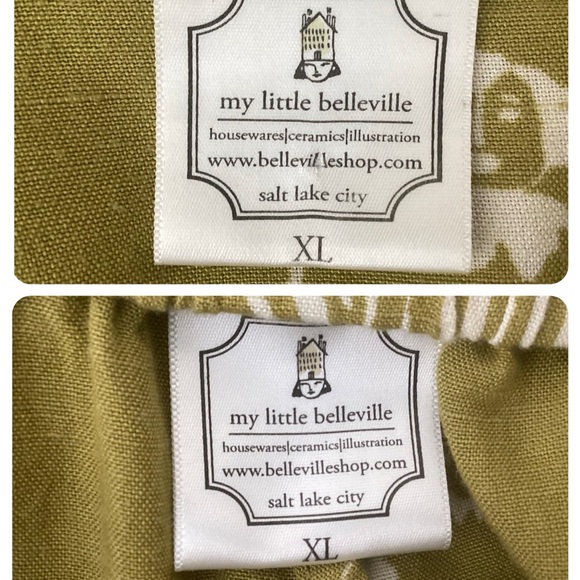 my little belleville
housewares|ceramics|illustration
www.bellevilleshop.com
salt lake city
XL
my little belleville
housewares|ceramics|illustration
www.bellevilleshop.com
salt lake city
XL